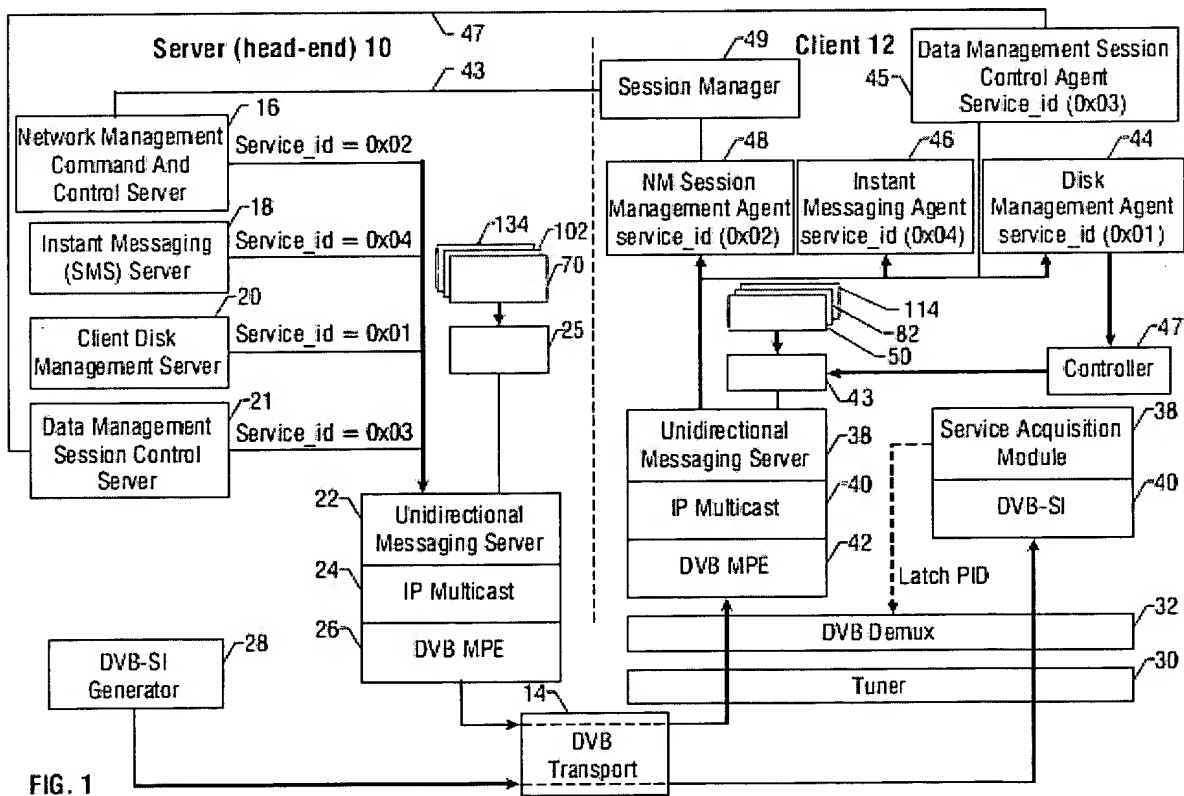 47
Server (head-end) 10
43
16
Network Management
Command And
Control Server
Service_id = 0x02
18
Instant Messaging
(SMS) Server
Service_id = 0x04
20
Client Disk
Management Server
Service_id = 0x01
21
Data Management
Session Control
Server
Service_id = 0x03
134
102
70
25
22
Unidirectional
Messaging Server
24
IP Multicast
26
DVB MPE
28
DVB-SI
Generator
14
DVB
Transport
Client 12
49
Session Manager
45
Data Management Session
Control Agent
Service_id (0x03)
48
NM Session
Management Agent
service_id (0x02)
46
Instant
Messaging Agent
service_id (0x04)
44
Disk
Management Agent
service_id (0x01)
114
82
50
43
47
Controller
Unidirectional
Messaging Server
38
IP Multicast
40
DVB MPE
42
Service Acquisition
Module
38
DVB-SI
40
Latch PID
DVB Demux
32
Tuner
30
FIG. 1